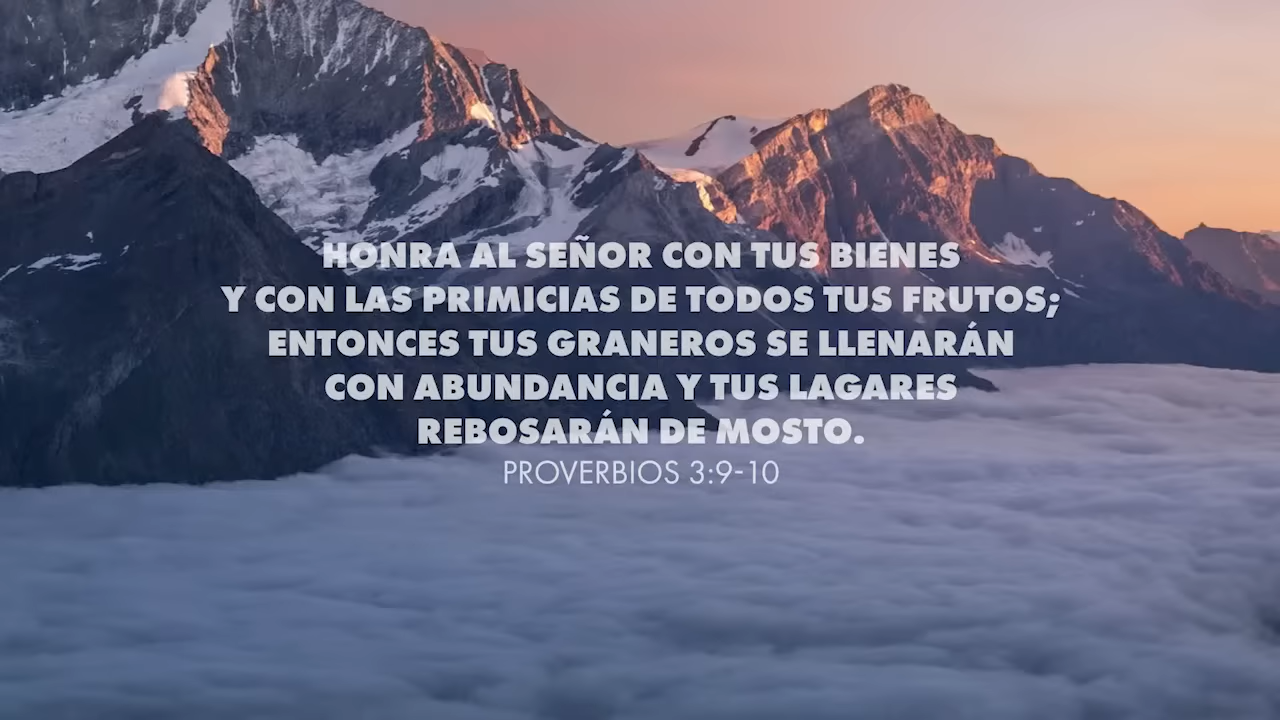 HONRA AL SEÑOR CON TUS BIENES
Y CON LAS PRIMICIAS DE TODOS TUS FRUTOS;
ENTONCES TUS GRANEROS SE LLENARÁN
CON ABUNDANCIA Y TUS LAGARES
REBOSARÁN DE MOSTO.
PROVERBIOS 3:9-10